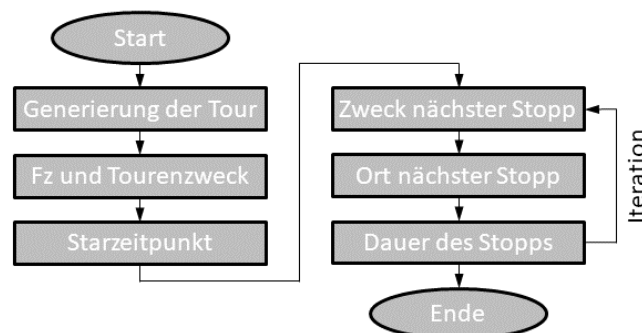 Start
Generierung der Tour
Fz und Tourenzweck
Starzeitpunkt
Zweck nächster Stopp
Ort nächster Stopp
Dauer des Stopps
Iteration
Ende